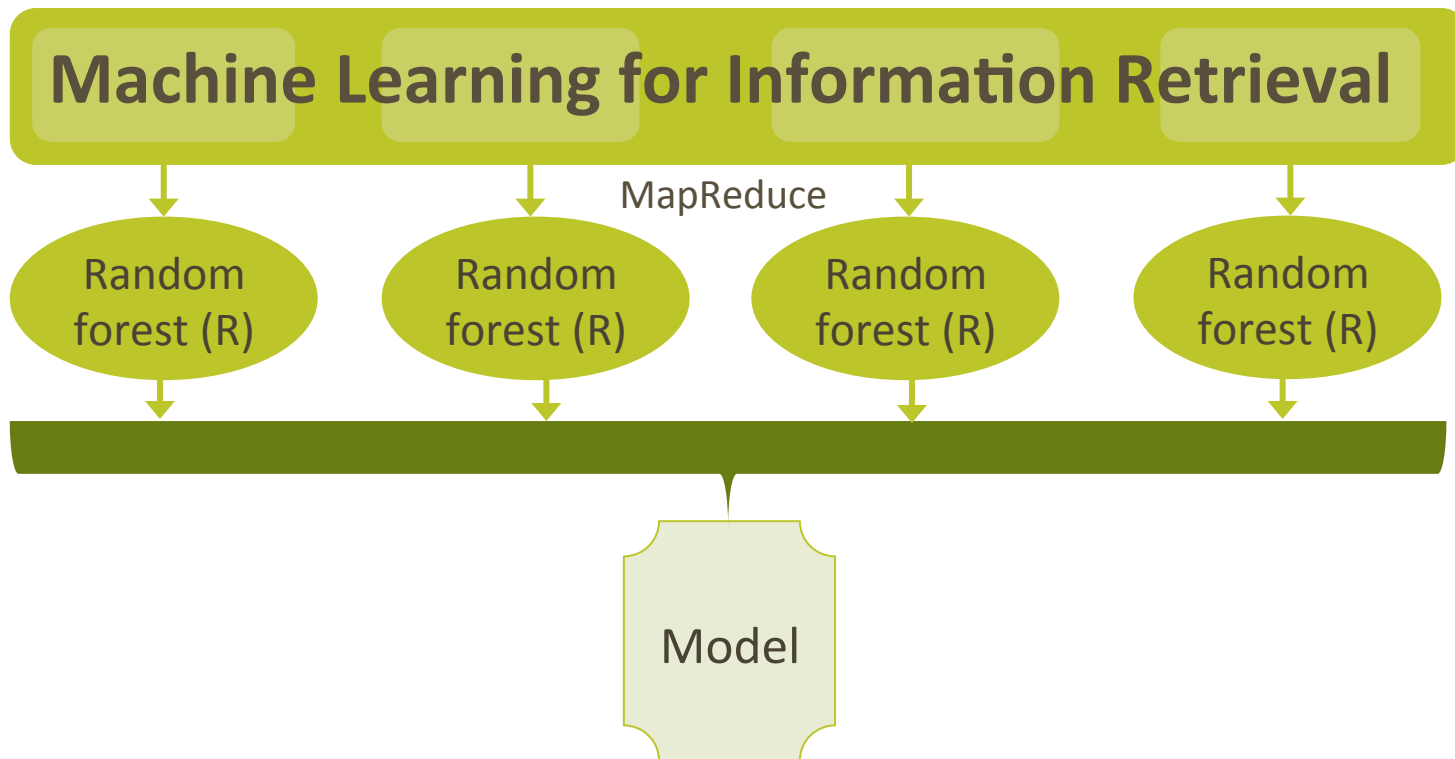 Machine Learning for Information Retrieval
MapReduce
Random
forest (R)
Random
forest (R)
Random
forest (R)
Random
forest (R)
Model